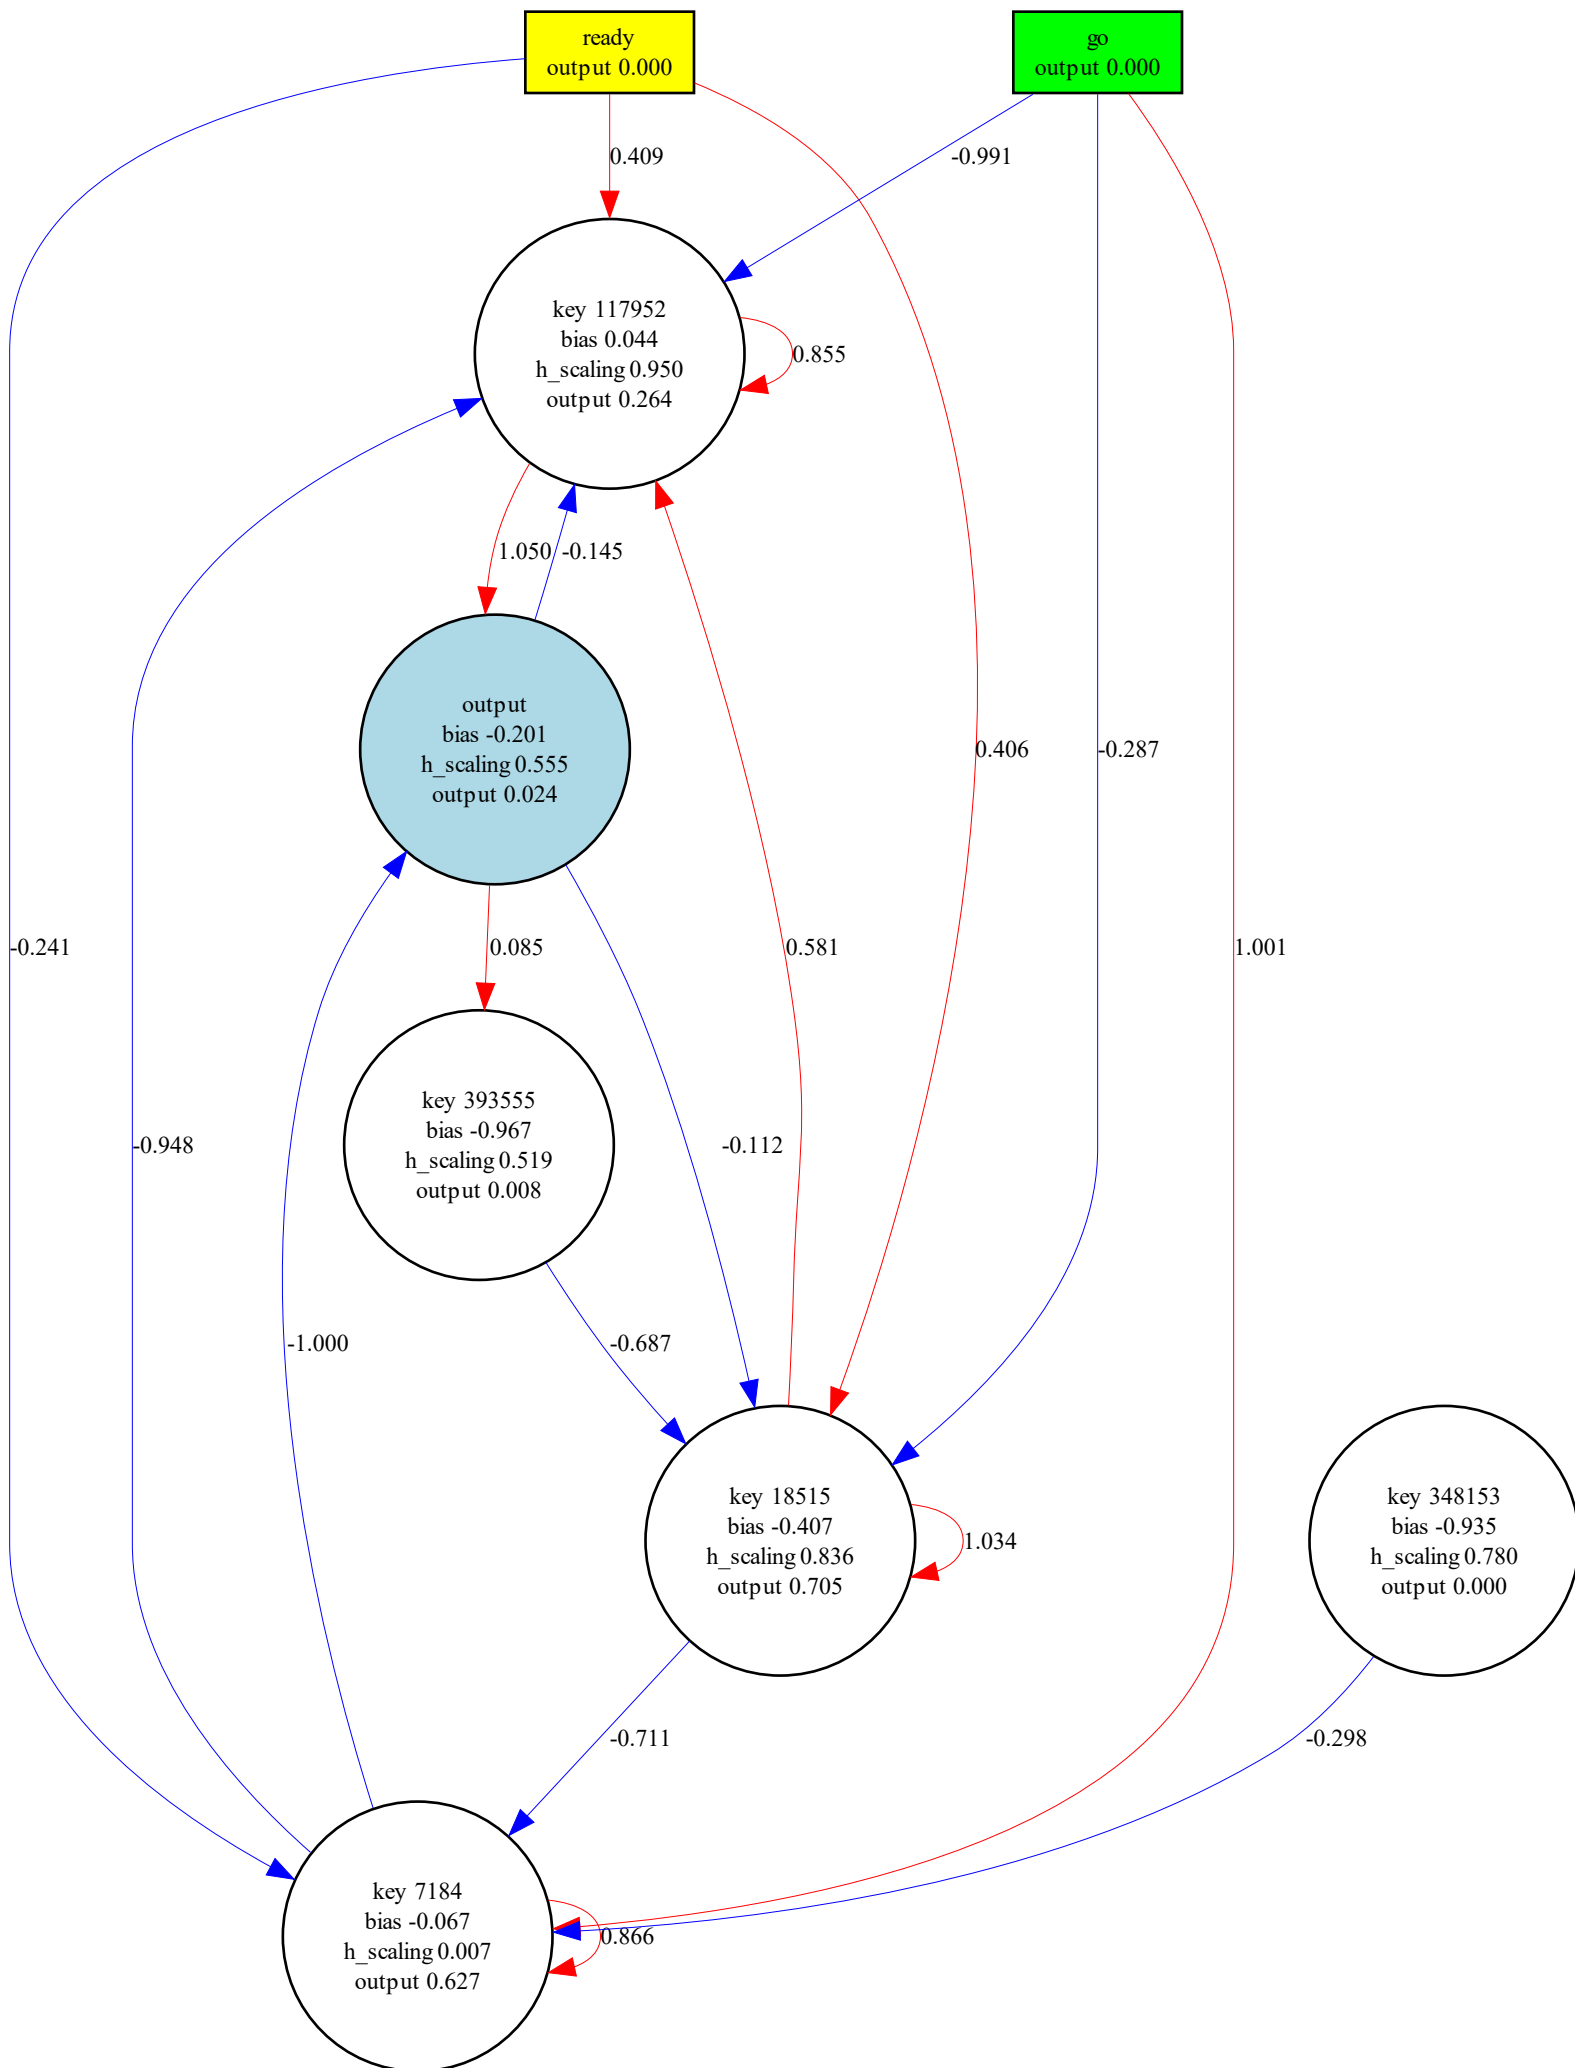 ready
output 0.000
go
output 0.000
0.409
-0.991
key 117952
bias 0.044
h_scaling 0.950
output 0.264
0.855
1.050
-0.145
output
bias -0.201
h_scaling 0.555
output 0.024
0.406
-0.287
-0.241
0.085
0.581
1.001
key 393555
bias -0.967
h_scaling 0.519
output 0.008
-0.948
-0.112
-1.000
-0.687
key 18515
bias -0.407
h_scaling 0.836
output 0.705
1.034
key 348153
bias -0.935
h_scaling 0.780
output 0.000
-0.711
-0.298
key 7184
bias -0.067
h_scaling 0.007
output 0.627
0.866